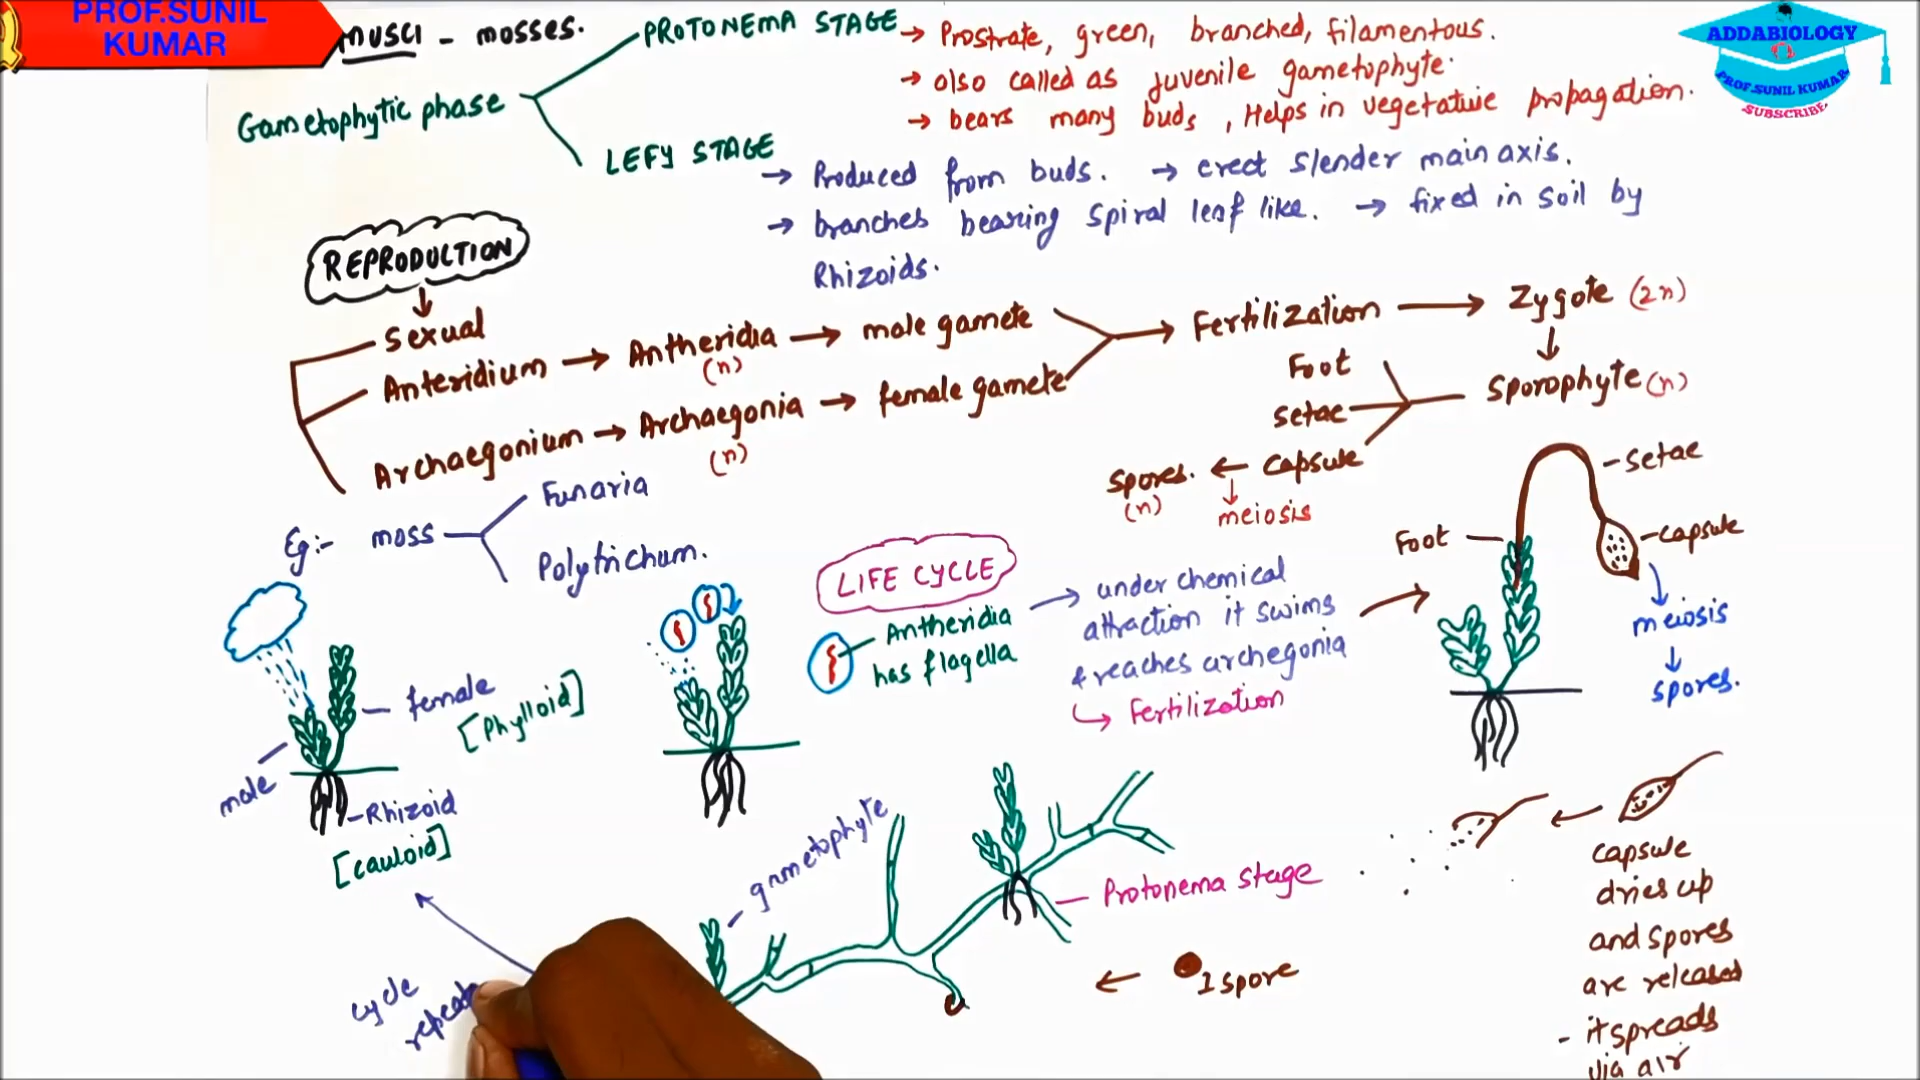 PROF.SUNIL
KUMAR
MUSCI - mosses.
Gametophytic phase
PROTONEMA STAGE
→ Prostrate, green, branched, filamentous.
→ also called as juvenile gametophyte.
→ bears many buds, Helps in vegetative propagation.
LEFY STAGE
→ Produced from buds. → erect slender main axis.
→ branches bearing spiral leaf like. → fixed in soil by
Rhizoids.
ADDABIOLOGY
PROF.SUNIL KUMAR
SUBSCRIBE
REPRODUCTION
Sexual
Anteridium → Antheridia → male gamete
(n)
Archaegonium → Archaegonia → female gamete
(n)
→ Fertilization → Zygote (2n)
Sporophyte (n)
Foot
setae
capsule
spores. ← capsule
(n)
meiosis
Eg:- moss
Funaria
Polytrichum.
LIFE CYCLE
Antheridia
has flagella
→ under chemical
attraction it swims
& reaches archegonia
↳ Fertilization
Setae
Foot
capsule
meiosis
spores.
female
[Phylloid]
male
Rhizoid
[cauloid]
gametophyte
Protonema stage
1 spore
capsule
dries up
and spores
are released
- it spreads
via air
cycle